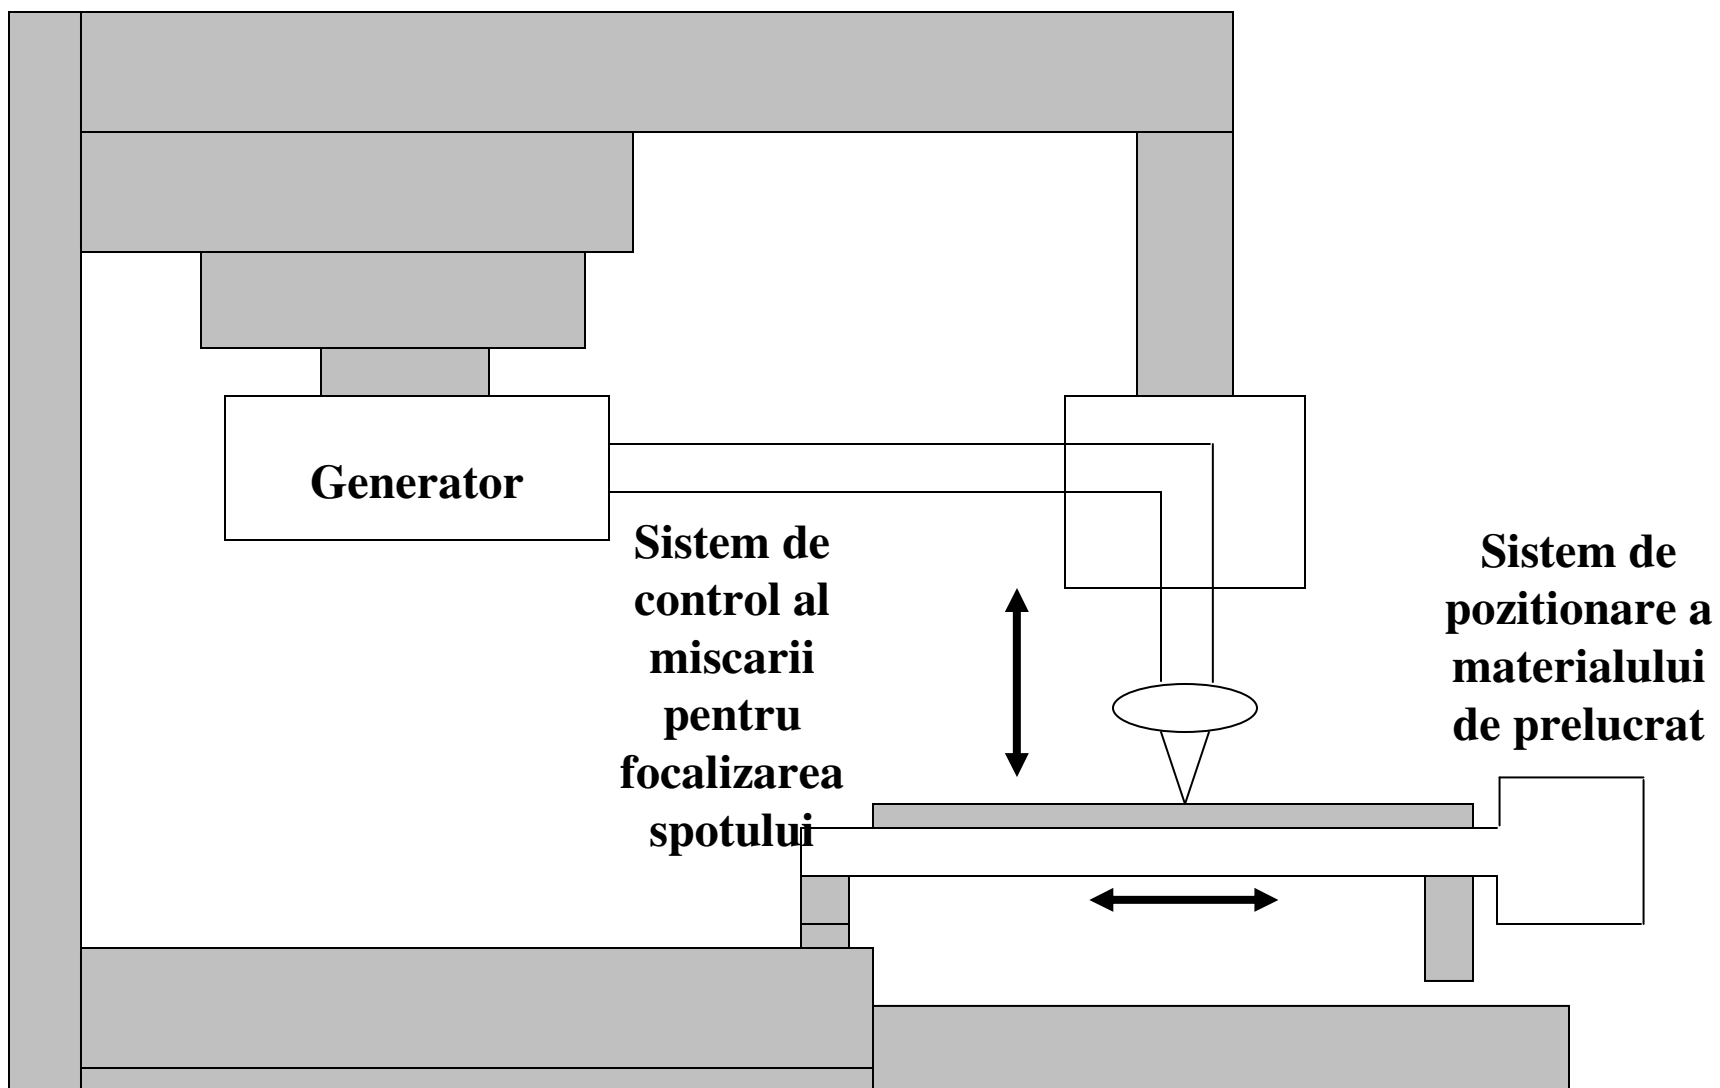 Generator
Sistem de
control al
miscarii
pentru
focalizarea
spotului
Sistem de
pozitionare a
materialului
de prelucrat